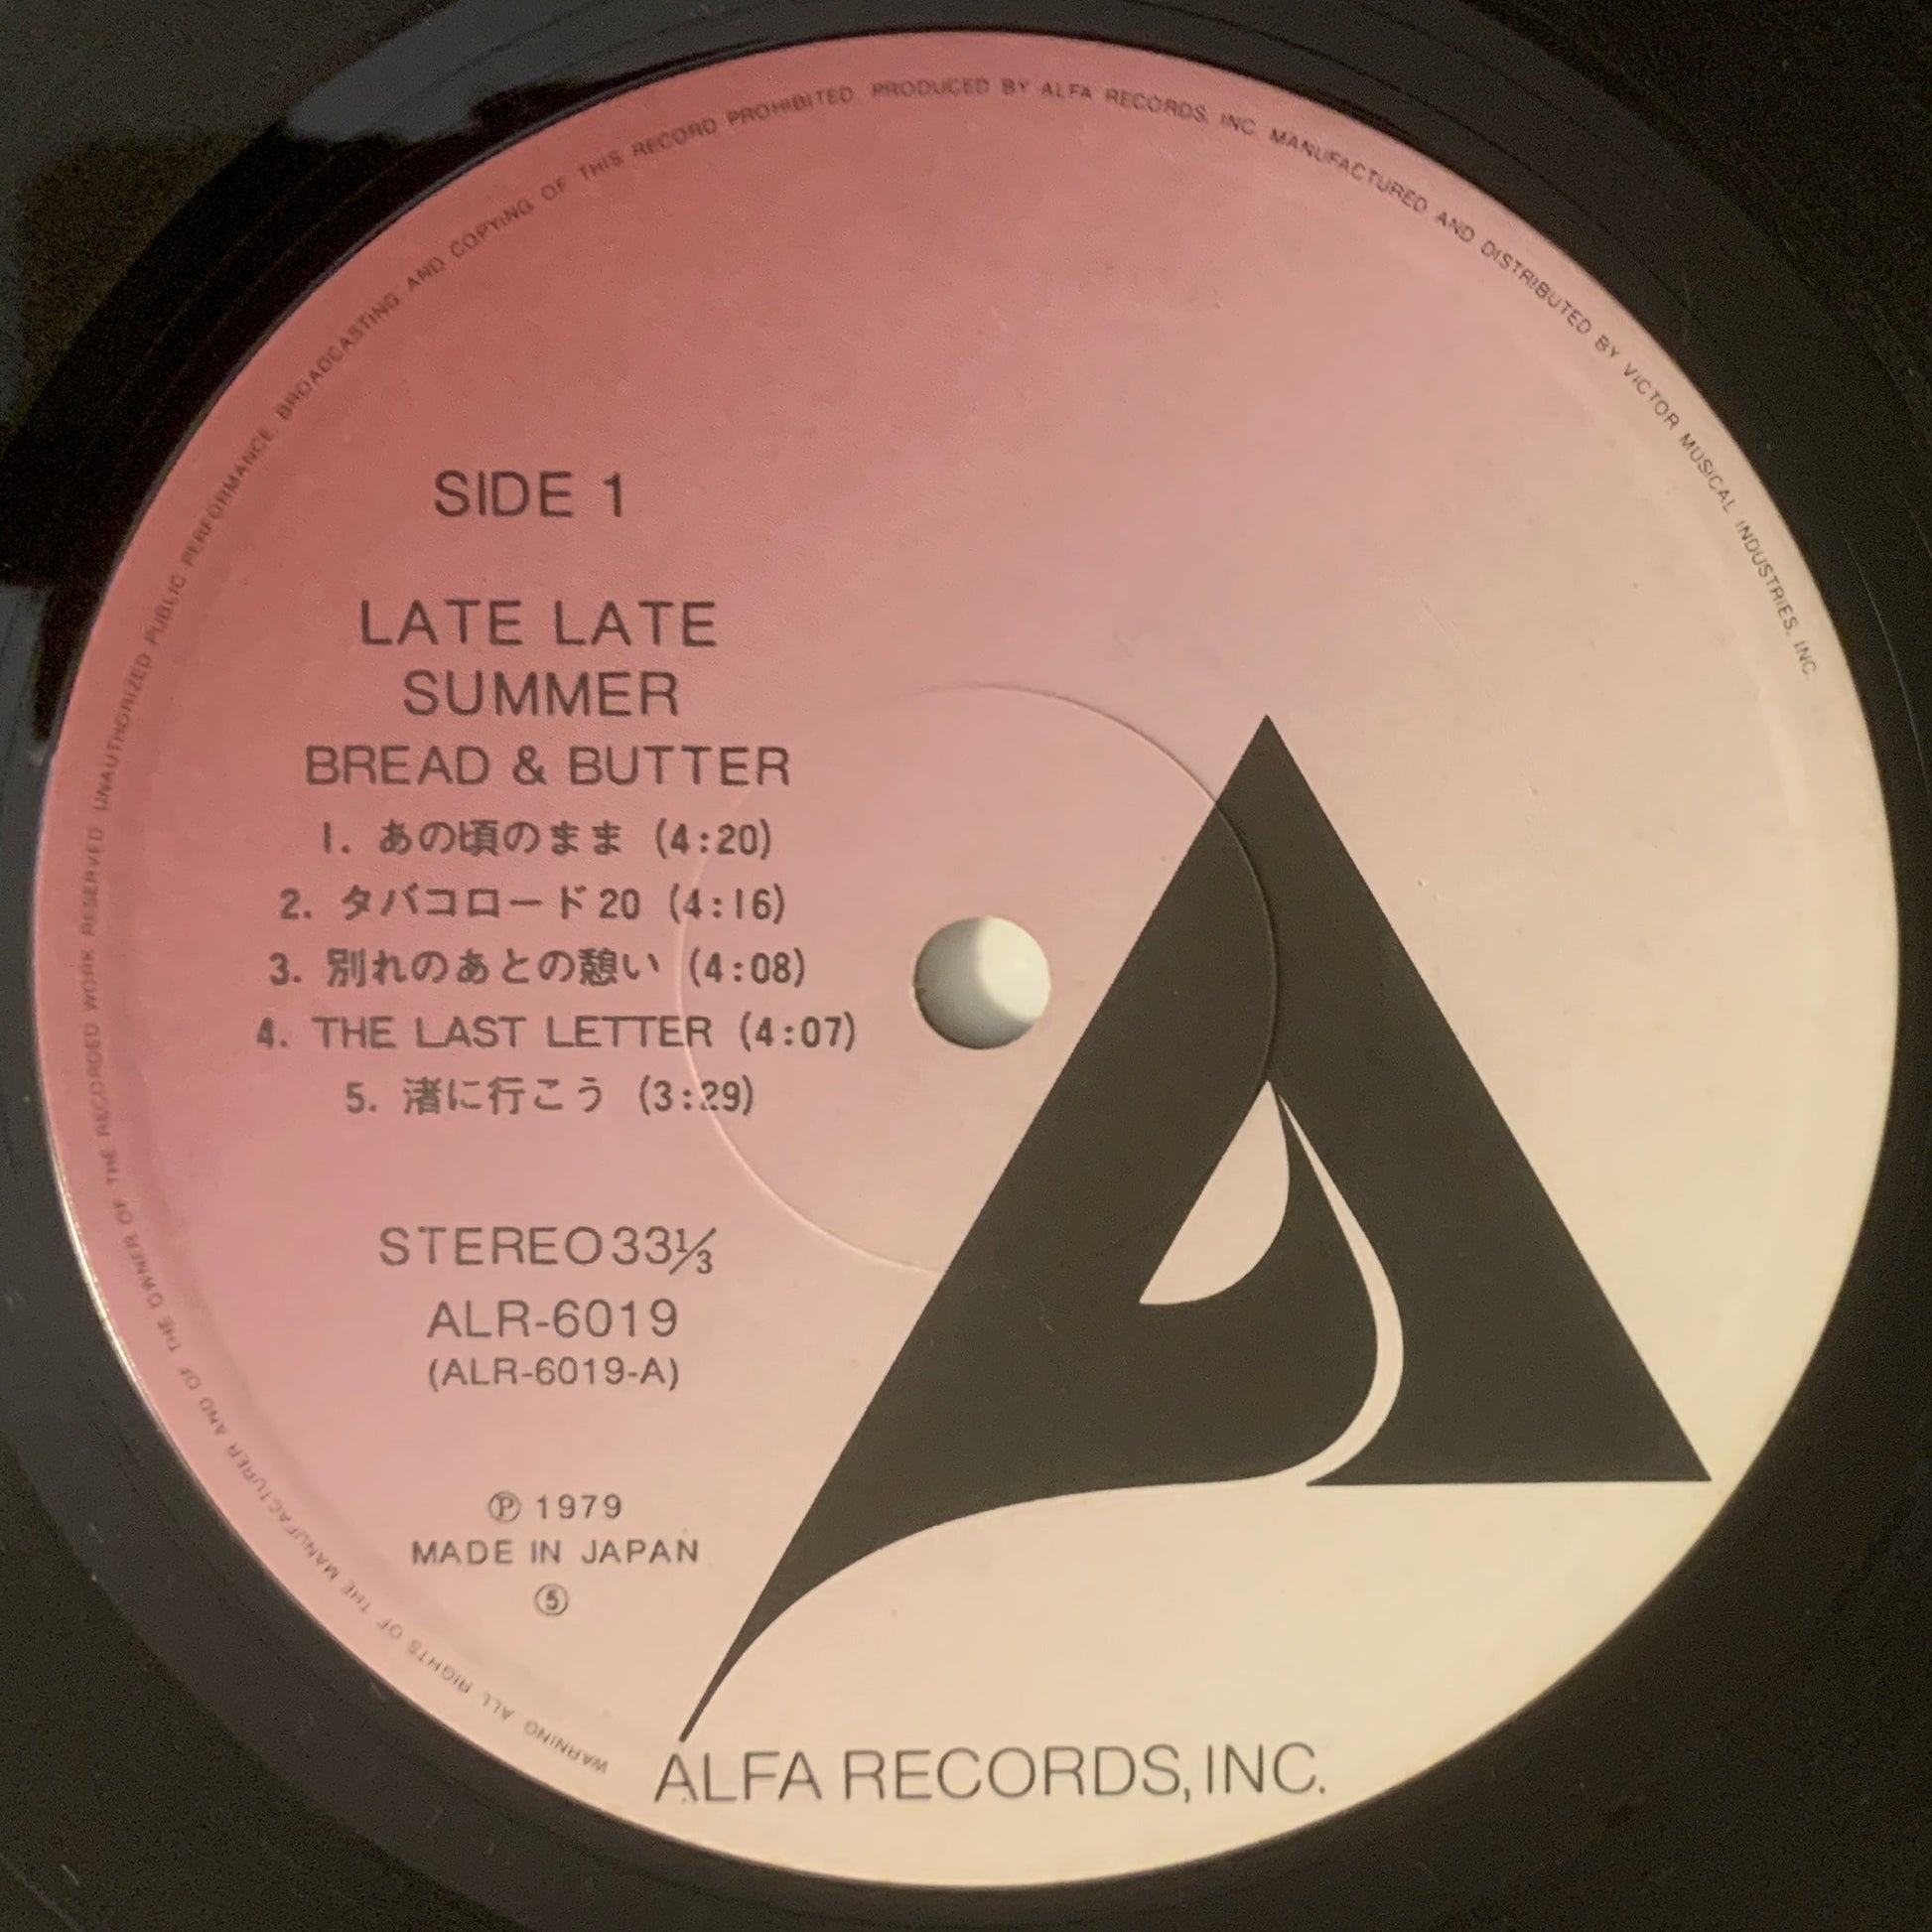 SIDE 1
LATE LATE
SUMMER
BREAD & BUTTER
1. あの頃のまま (4:20)
2. タバコロード20 (4:16)
3. 別れのあとの憩い (4:08)
4. THE LAST LETTER (4:07)
5. 渚に行こう (3:29)
STEREO 33⅓
ALR-6019
(ALR-6019-A)
Ⓟ 1979
MADE IN JAPAN
⑤
ALFA RECORDS, INC.
WARNING ALL RIGHTS OF THE MANUFACTURER AND OF THE OWNER OF THE RECORDED WORK RESERVED UNAUTHORIZED PUBLIC PERFORMANCE, BROADCASTING AND COPYING OF THIS RECORD PROHIBITED PRODUCED BY ALFA RECORDS, INC. MANUFACTURED AND DISTRIBUTED BY VICTOR MUSICAL INDUSTRIES, INC.